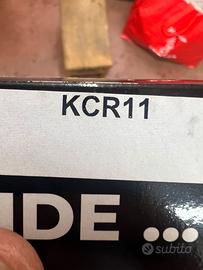 KCR11
IDE ...
subito